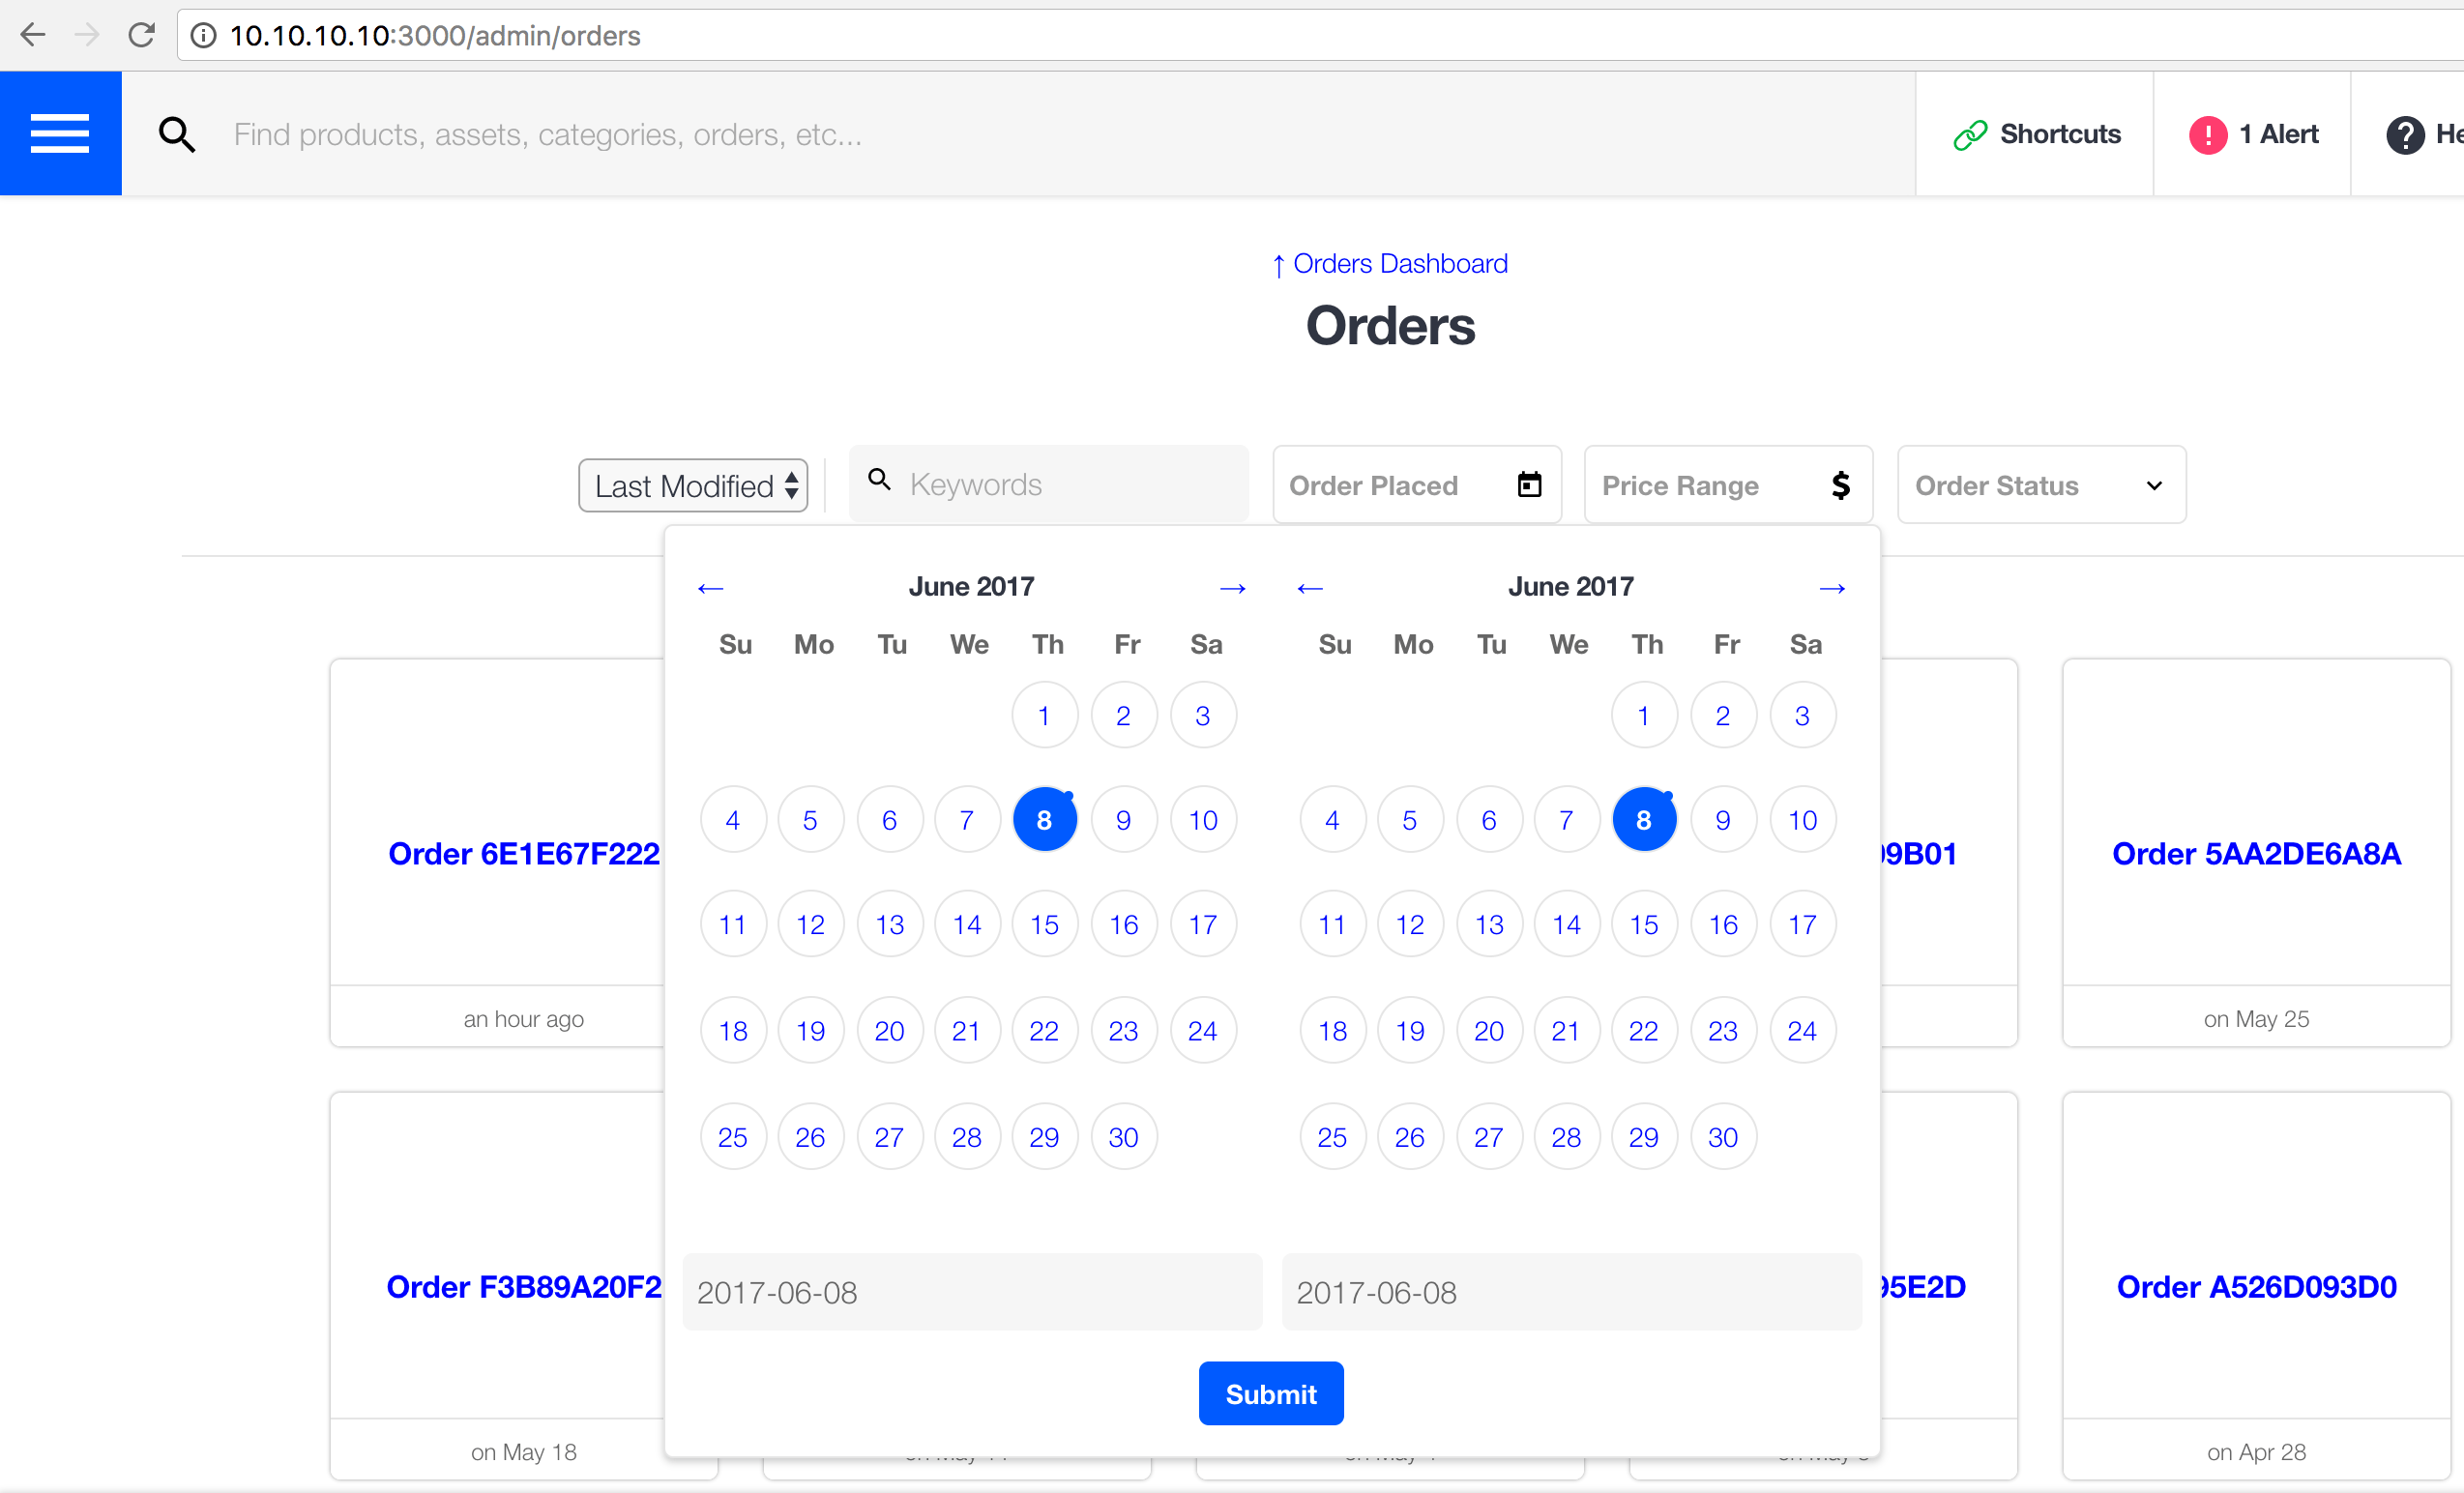 10.10.10.10:3000/admin/orders
Find products, assets, categories, orders, etc...
Shortcuts
1 Alert
↑ Orders Dashboard
Orders
Last Modified
Keywords
Order Placed
Price Range
$
Order Status
← June 2017 → ← June 2017 →
Su Mo Tu We Th Fr Sa Su Mo Tu We Th Fr Sa
1 2 3 1 2 3
4 5 6 7 8 9 10 4 5 6 7 8 9 10
11 12 13 14 15 16 17 11 12 13 14 15 16 17
18 19 20 21 22 23 24 18 19 20 21 22 23 24
25 26 27 28 29 30 25 26 27 28 29 30
2017-06-08 2017-06-08
Submit
Order 6E1E67F222
9B01
Order 5AA2DE6A8A
an hour ago
on May 25
Order F3B89A20F2
95E2D
Order A526D093D0
on May 18
on Apr 28